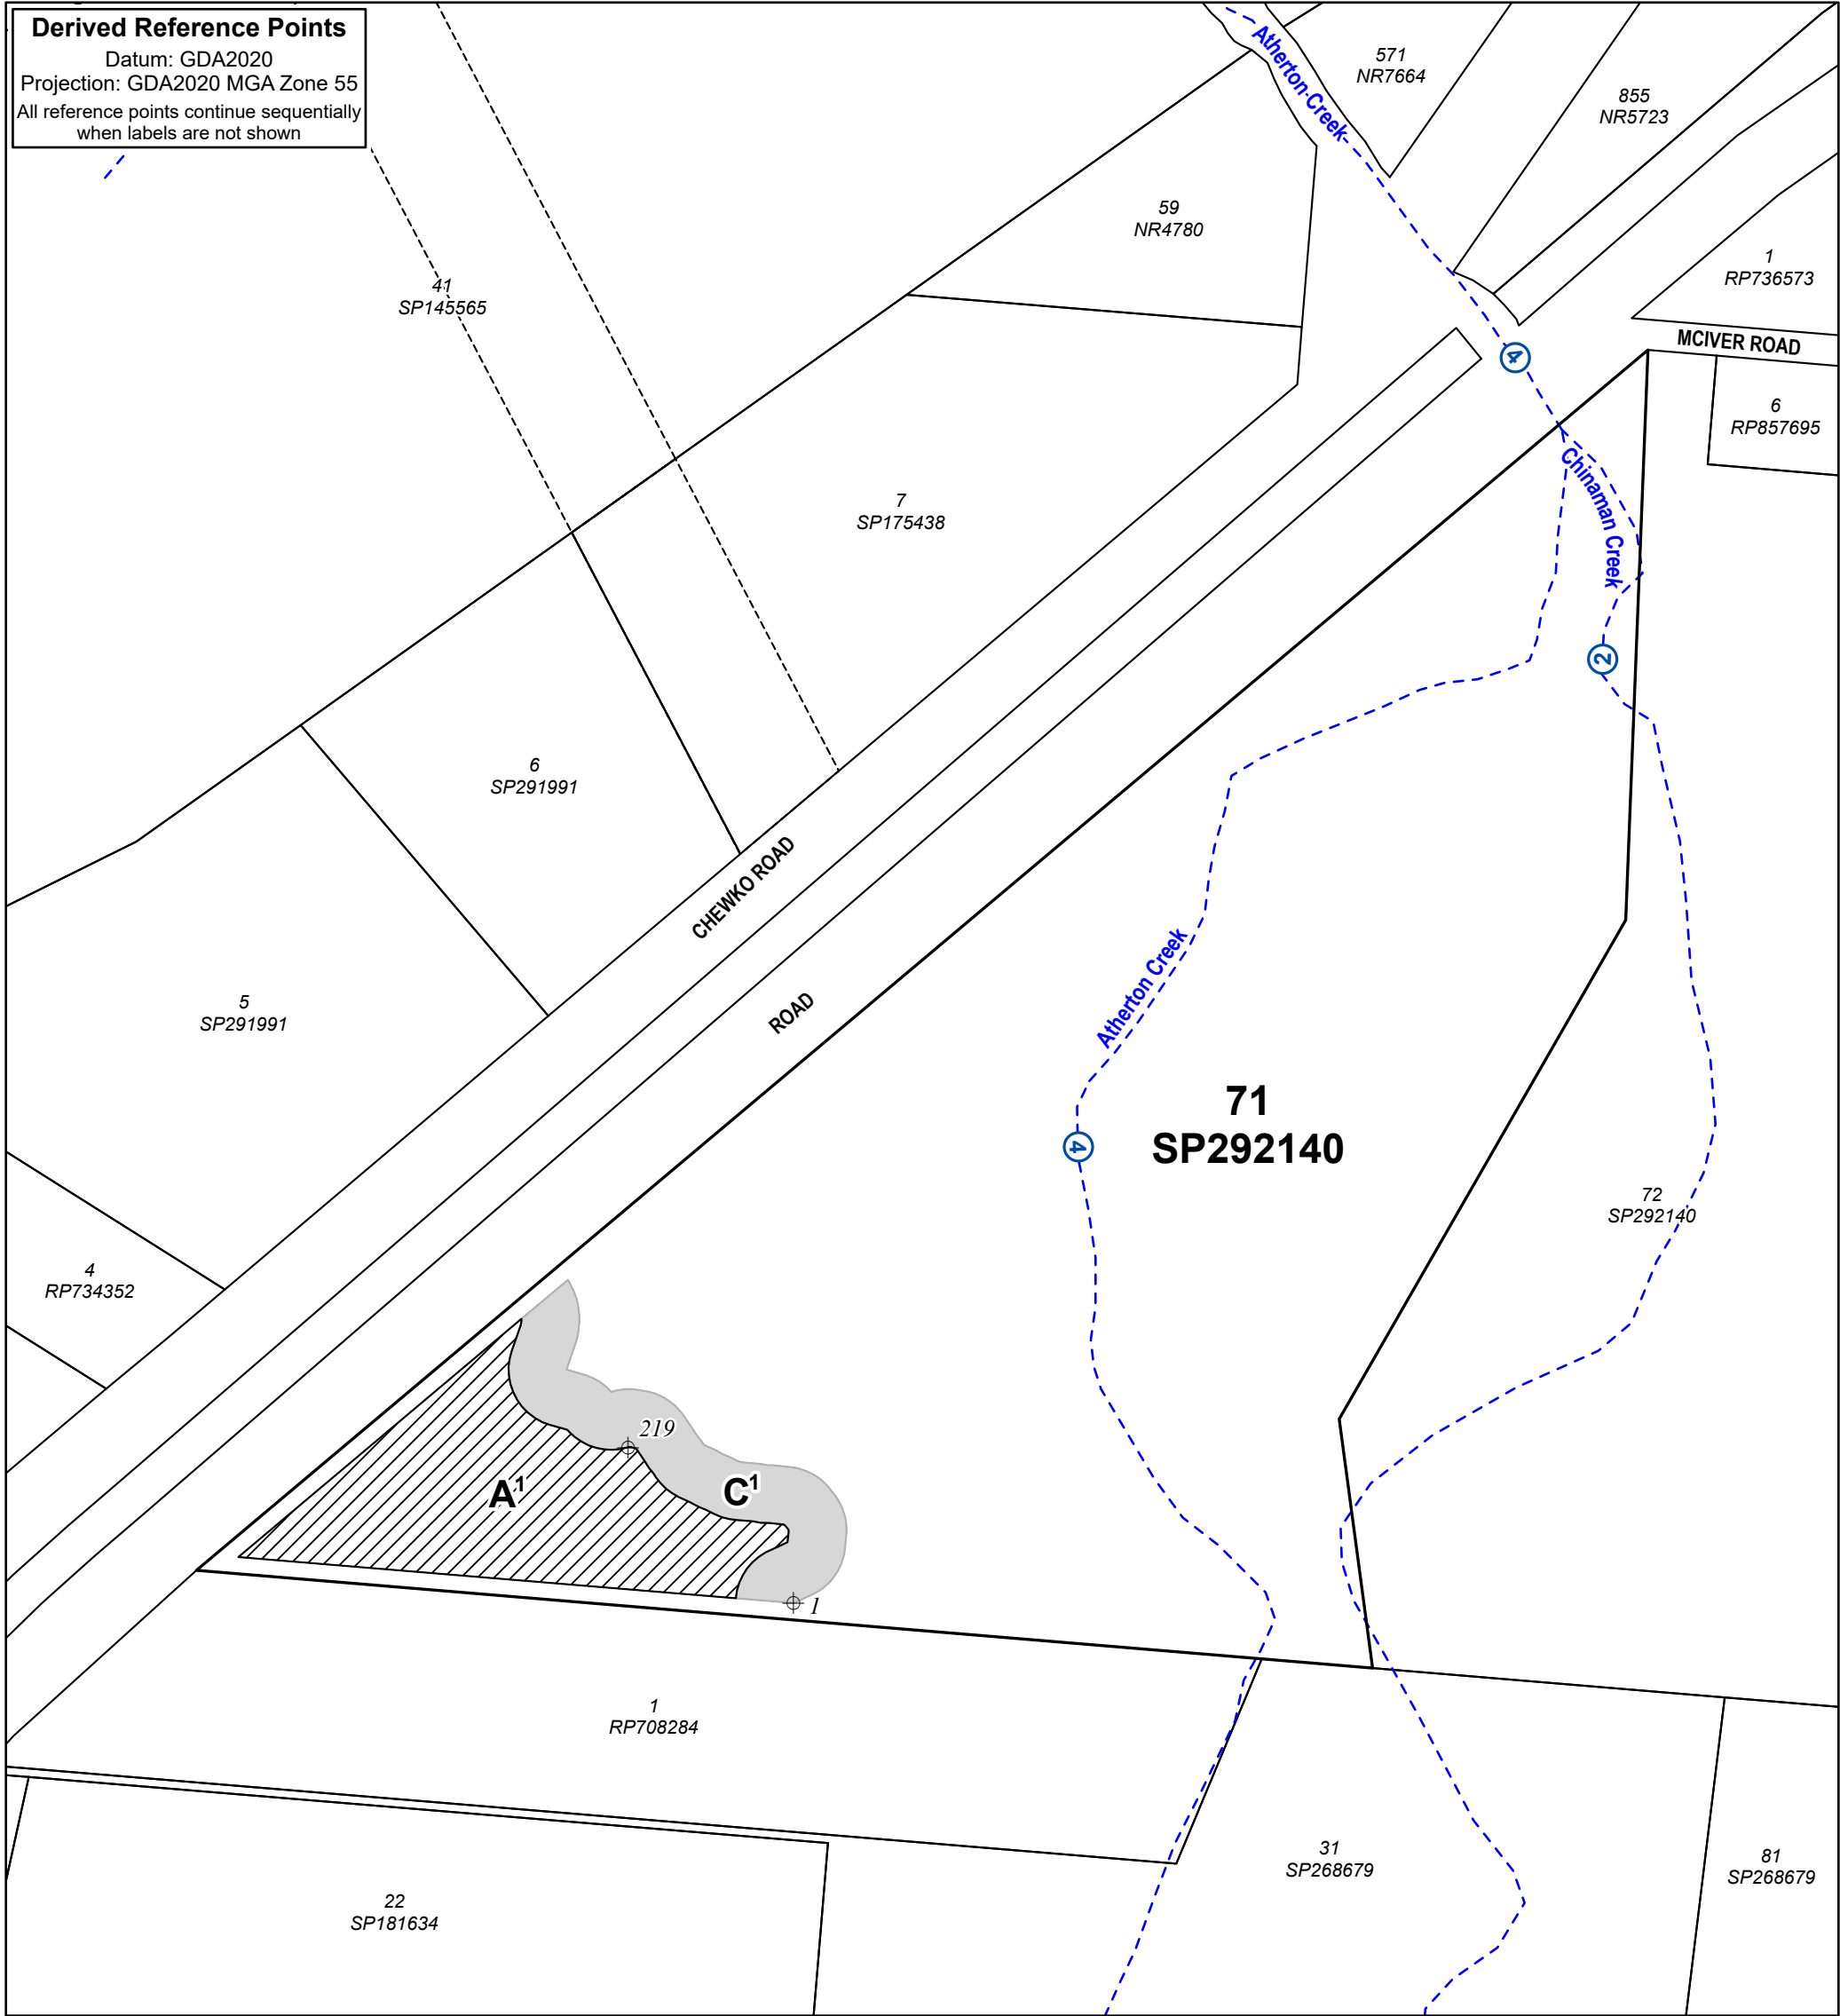 Derived Reference Points
Datum: GDA2020
Projection: GDA2020 MGA Zone 55
All reference points continue sequentially
when labels are not shown
Atherton Creek
571
NR7664
855
NR5723
59
NR4780
1
RP736573
41
SP145565
MCIVER ROAD
4
6
RP857695
Chinaman Creek
7
SP175438
2
6
SP291991
CHEWKO ROAD
5
SP291991
ROAD
Atherton Creek
71
SP292140
4
72
SP292140
4
RP734352
219
A1
C1
1
1
RP708284
31
SP268679
81
SP268679
22
SP181634